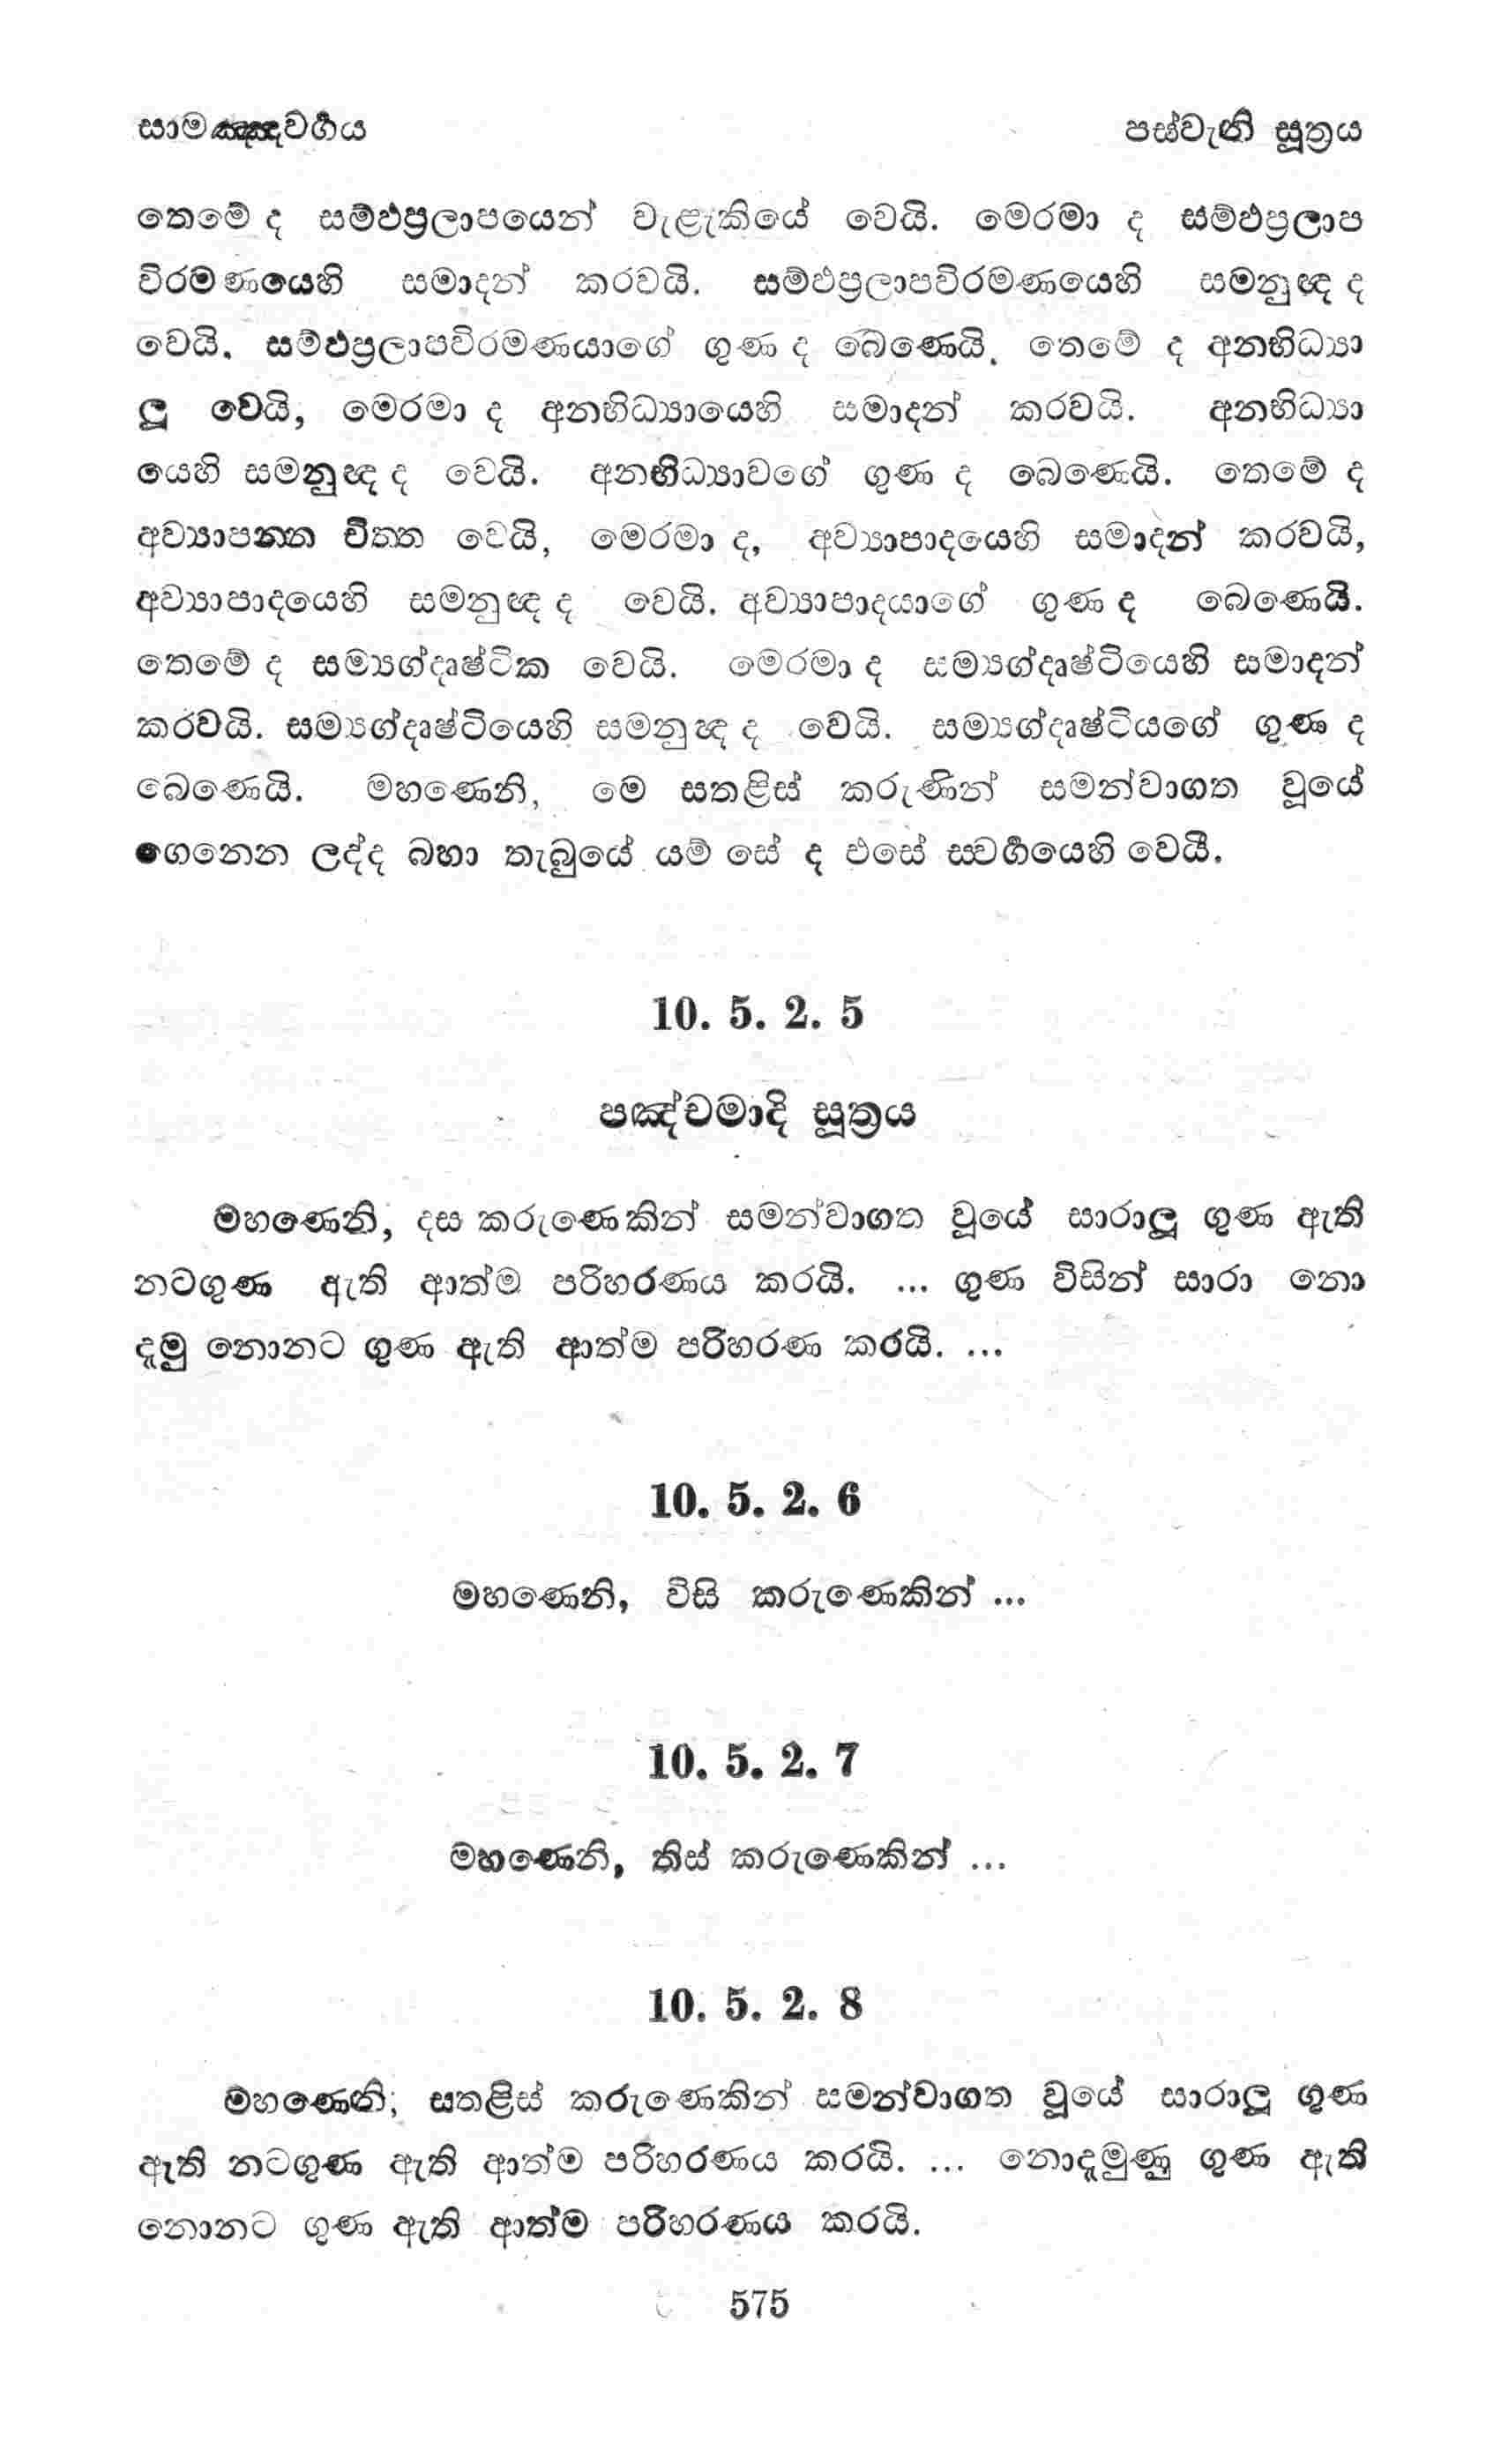 සාමඤ්ඤවර්ගය
පස්වැනි සූත්‍රය
තෙමේ ද සම්ඵප්‍රලාපයෙන් වැළැකියේ වෙයි. මෙරමා ද සම්ඵප්‍රලාප
විරමණයෙහි සමාදන් කරවයි. සම්ඵප්‍රලාපවිරමණයෙහි සමනුඥ ද
වෙයි. සම්ඵප්‍රලාපවිරමණයාගේ ගුණ ද බෙණෙයි. තෙමේ ද අනභිධ්‍යා
ලූ වෙයි, මෙරමා ද අනභිධ්‍යායෙහි සමාදන් කරවයි. අනභිධ්‍යා
යෙහි සමනුඥ ද වෙයි. අනභිධ්‍යාවගේ ගුණ ද බෙණෙයි. තෙමේ ද
අව්‍යාපන්න චිත්ත වෙයි, මෙරමා ද, අව්‍යාපාදයෙහි සමාදන් කරවයි,
අව්‍යාපාදයෙහි සමනුඥ ද වෙයි. අව්‍යාපාදයාගේ ගුණ ද බෙණෙයි.
තෙමේ ද සම්‍යග්දෘෂ්ටික වෙයි. මෙරමා ද සම්‍යග්දෘෂ්ටියෙහි සමාදන්
කරවයි. සම්‍යග්දෘෂ්ටියෙහි සමනුඥ ද වෙයි. සම්‍යග්දෘෂ්ටියගේ ගුණ ද
බෙණෙයි. මහණෙනි, මෙ සතළිස් කරුණින් සමන්වාගත වූයේ
ගෙනෙන ලද්ද බහා තැබුයේ යම් සේ ද එසේ ස්වර්ගයෙහි වෙයි.
10. 5. 2. 5
පඤ්චමාදි සූත්‍රය
මහණෙනි, දස කරුණෙකින් සමන්වාගත වූයේ සාරාලූ ගුණ ඇති
නටගුණ ඇති ආත්ම පරිහරණය කරයි. ... ගුණ විසින් සාරා නො
දැමු නොනට ගුණ ඇති ආත්ම පරිහරණ කරයි. ...
10. 5. 2. 6
මහණෙනි, විසි කරුණෙකින් ...
10. 5. 2. 7
මහණෙනි, තිස් කරුණෙකින් ...
10. 5. 2. 8
මහණෙනි; සතළිස් කරුණෙකින් සමන්වාගත වූයේ සාරාලූ ගුණ
ඇති නටගුණ ඇති ආත්ම පරිහරණය කරයි. ... නොදැමුණු ගුණ ඇති
නොනට ගුණ ඇති ආත්ම පරිහරණය කරයි.
575